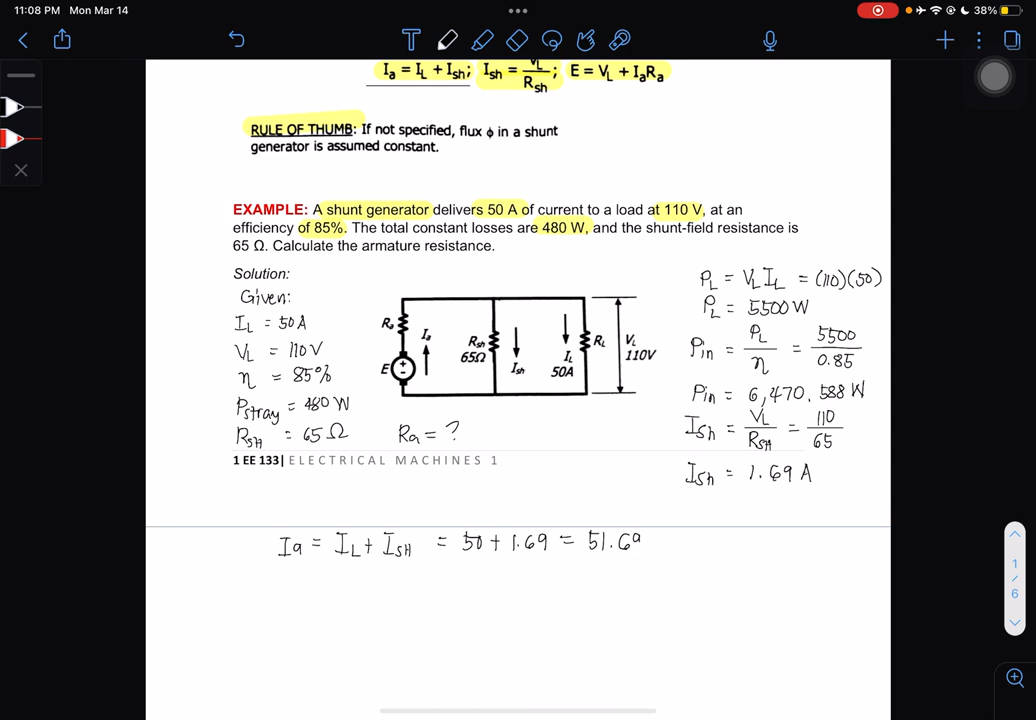 11:08 PM Mon Mar 14
38%
Ia = IL + Ish; Ish = VL / Rsh ; E = VL + IaRa
RULE OF THUMB: If not specified, flux ϕ in a shunt
generator is assumed constant.
EXAMPLE: A shunt generator delivers 50 A of current to a load at 110 V, at an
efficiency of 85%. The total constant losses are 480 W, and the shunt-field resistance is
65 Ω. Calculate the armature resistance.
Solution:
Given:
IL = 50A
VL = 110V
η = 85%
Pstray = 480 W
RSH = 65 Ω
Ra
Ia
E
Rsh
65Ω
Ish
IL
50A
RL
VL
110V
Ra = ?
PL = VL IL = (110)(50)
PL = 5500 W
Pin = PL / η = 5500 / 0.85
Pin = 6,470.588 W
Ish = VL / RSH = 110 / 65
Ish = 1.69 A
1 EE 133| ELECTRICAL MACHINES 1
Ia = IL + ISH = 50 + 1.69 = 51.69
1
/
6